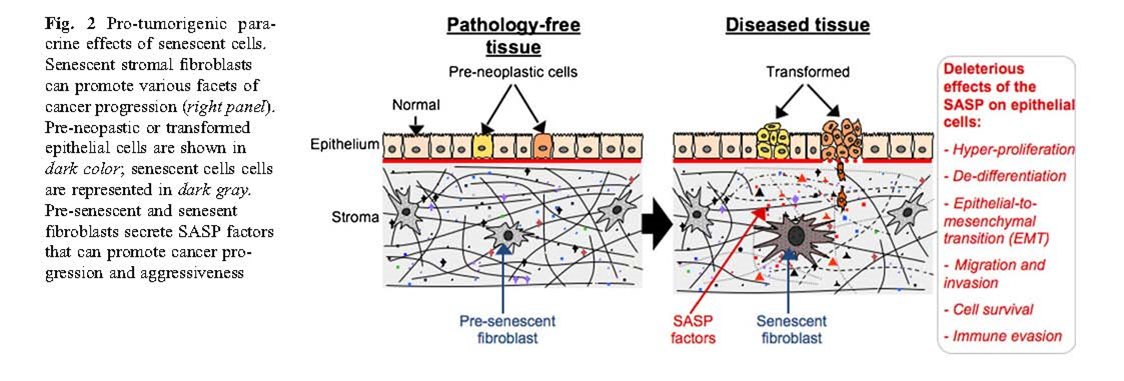 Fig. 2 Pro-tumorigenic para-
crine effects of senescent cells.
Senescent stromal fibroblasts
can promote various facets of
cancer progression (right panel).
Pre-neopastic or transformed
epithelial cells are shown in
dark color; senescent cells cells
are represented in dark gray.
Pre-senescent and senesent
fibroblasts secrete SASP factors
that can promote cancer pro-
gression and aggressiveness
Pathology-free
tissue
Pre-neoplastic cells
Normal
Epithelium
Stroma
Pre-senescent
fibroblast
Diseased tissue
Transformed
SASP
factors
Senescent
fibroblast
Deleterious
effects of the
SASP on epithelial
cells:
- Hyper-proliferation
- De-differentiation
- Epithelial-to-
mesenchymal
transition (EMT)
- Migration and
invasion
- Cell survival
- Immune evasion